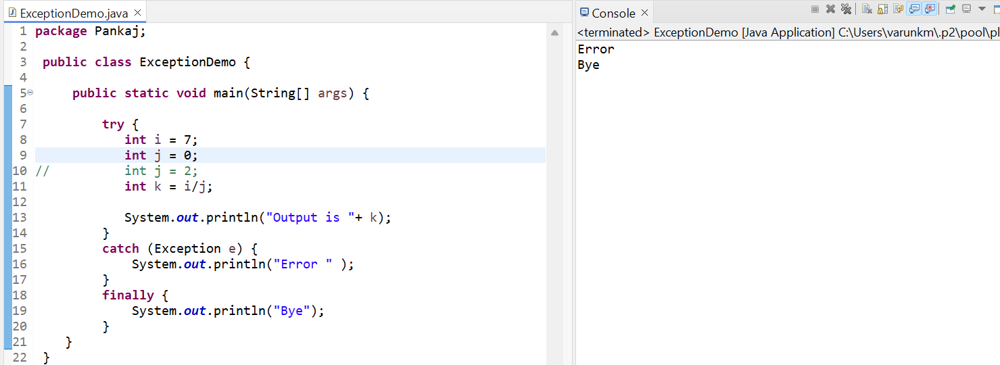 ExceptionDemo.java
1 package Pankaj;
2
3 public class ExceptionDemo {
4
5 public static void main(String[] args) {
6
7 try {
8 int i = 7;
9 int j = 0;
10 // int j = 2;
11 int k = i/j;
12
13 System.out.println("Output is "+ k);
14 }
15 catch (Exception e) {
16 System.out.println("Error " );
17 }
18 finally {
19 System.out.println("Bye");
20 }
21 }
22 }
Console
<terminated> ExceptionDemo [Java Application] C:\Users\varunkm\.p2\pool\pl
Error
Bye